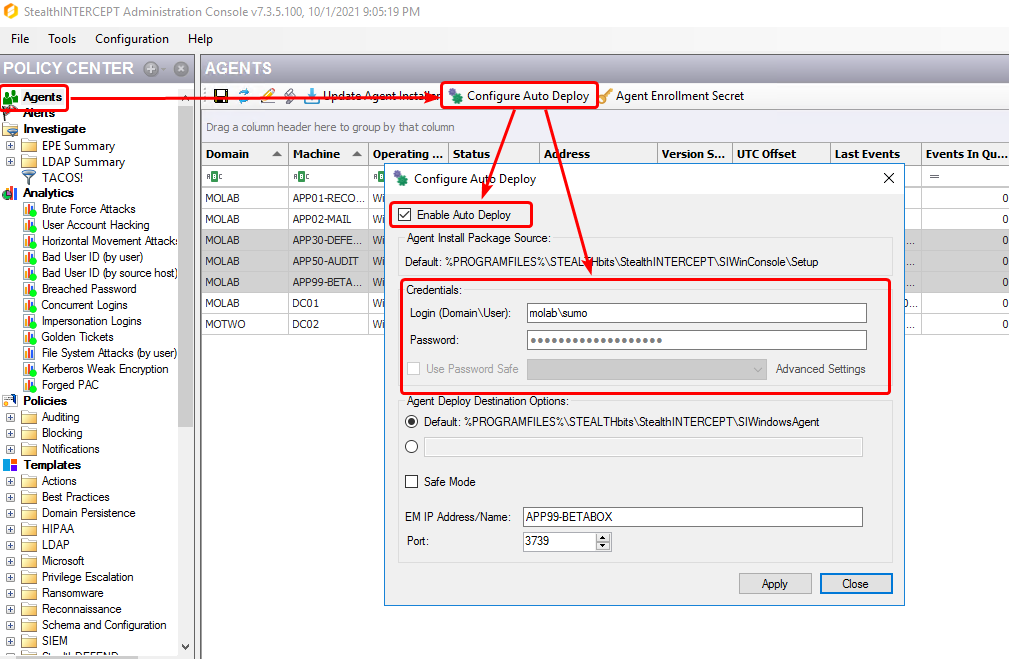 StealthINTERCEPT Administration Console v7.3.5.100, 10/1/2021 9:05:19 PM
File Tools Configuration Help
POLICY CENTER
AGENTS
Agents
Update Agent Installer Configure Auto Deploy Agent Enrollment Secret
Alerts
Investigate
EPE Summary
LDAP Summary
TACOS!
Analytics
Brute Force Attacks
User Account Hacking
Horizontal Movement Attacks
Bad User ID (by user)
Bad User ID (by source host)
Breached Password
Concurrent Logins
Impersonation Logins
Golden Tickets
File System Attacks (by user)
Kerberos Weak Encryption
Forged PAC
Policies
Auditing
Blocking
Notifications
Templates
Actions
Best Practices
Domain Persistence
HIPAA
LDAP
Microsoft
Privilege Escalation
Ransomware
Reconnaissance
Schema and Configuration
SIEM
Drag a column header here to group by that column
Domain Machine Operating ... Status Address Version S... UTC Offset Last Events Events In Qu...
MOLAB APP01-RECO... Wi 0
MOLAB APP02-MAIL Wi 0
MOLAB APP30-DEFE... Wi ... 0
MOLAB APP50-AUDIT Wi ... 0
MOLAB APP99-BETA... Wi ... 0
MOLAB DC01 Wi 0... 0
MOTWO DC02 Wi ... 0
Configure Auto Deploy
Enable Auto Deploy
Agent Install Package Source:
Default: %PROGRAMFILES%\STEALTHbits\StealthINTERCEPT\SIWinConsole\Setup
Credentials:
Login (Domain\User): molab\sumo
Password: ●●●●●●●●●●●●●●●●●●●
Use Password Safe Advanced Settings
Agent Deploy Destination Options:
Default: %PROGRAMFILES%\STEALTHbits\StealthINTERCEPT\SIWindowsAgent
Safe Mode
EM IP Address/Name: APP99-BETABOX
Port: 3739
Apply Close